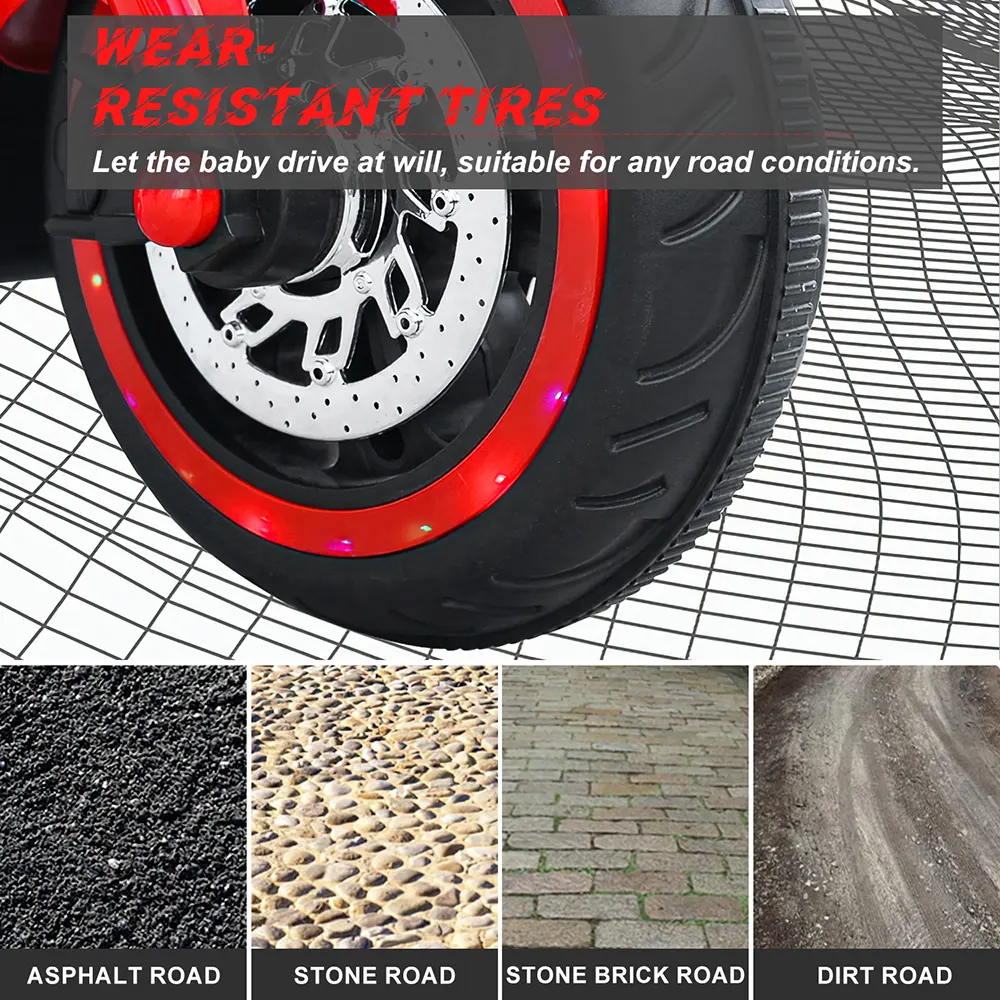 WEAR-
RESISTANT TIRES
Let the baby drive at will, suitable for any road conditions.
ASPHALT ROAD
STONE ROAD
STONE BRICK ROAD
DIRT ROAD